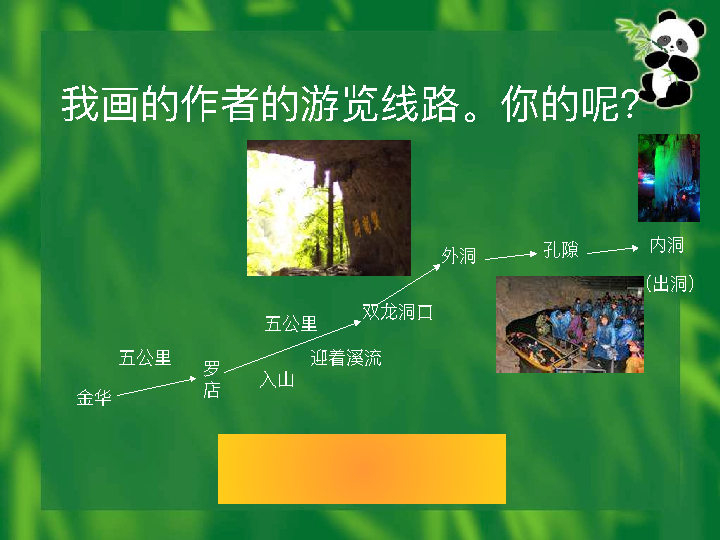 我画的作者的游览线路。你的呢?
外洞
孔隙
内洞
（出洞）
双龙洞口
五公里
迎着溪流
五公里
罗店
入山
金华